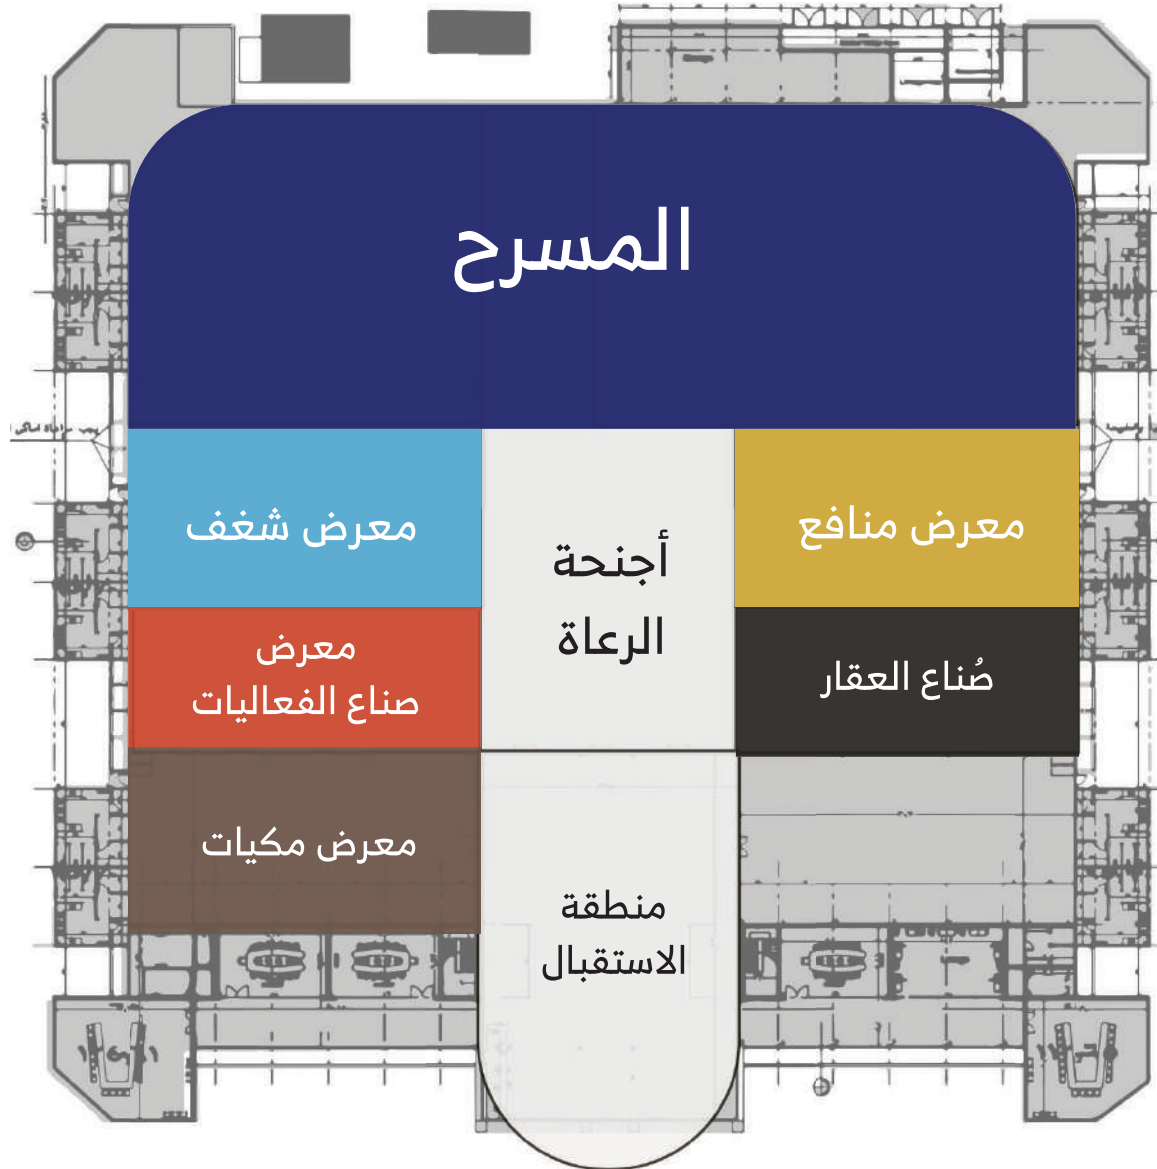 المسرح
معرض منافع
أجنحة
الرعاة
معرض شغف
صُناع العقار
معرض
صناع الفعاليات
معرض مكيات
منطقة
الاستقبال